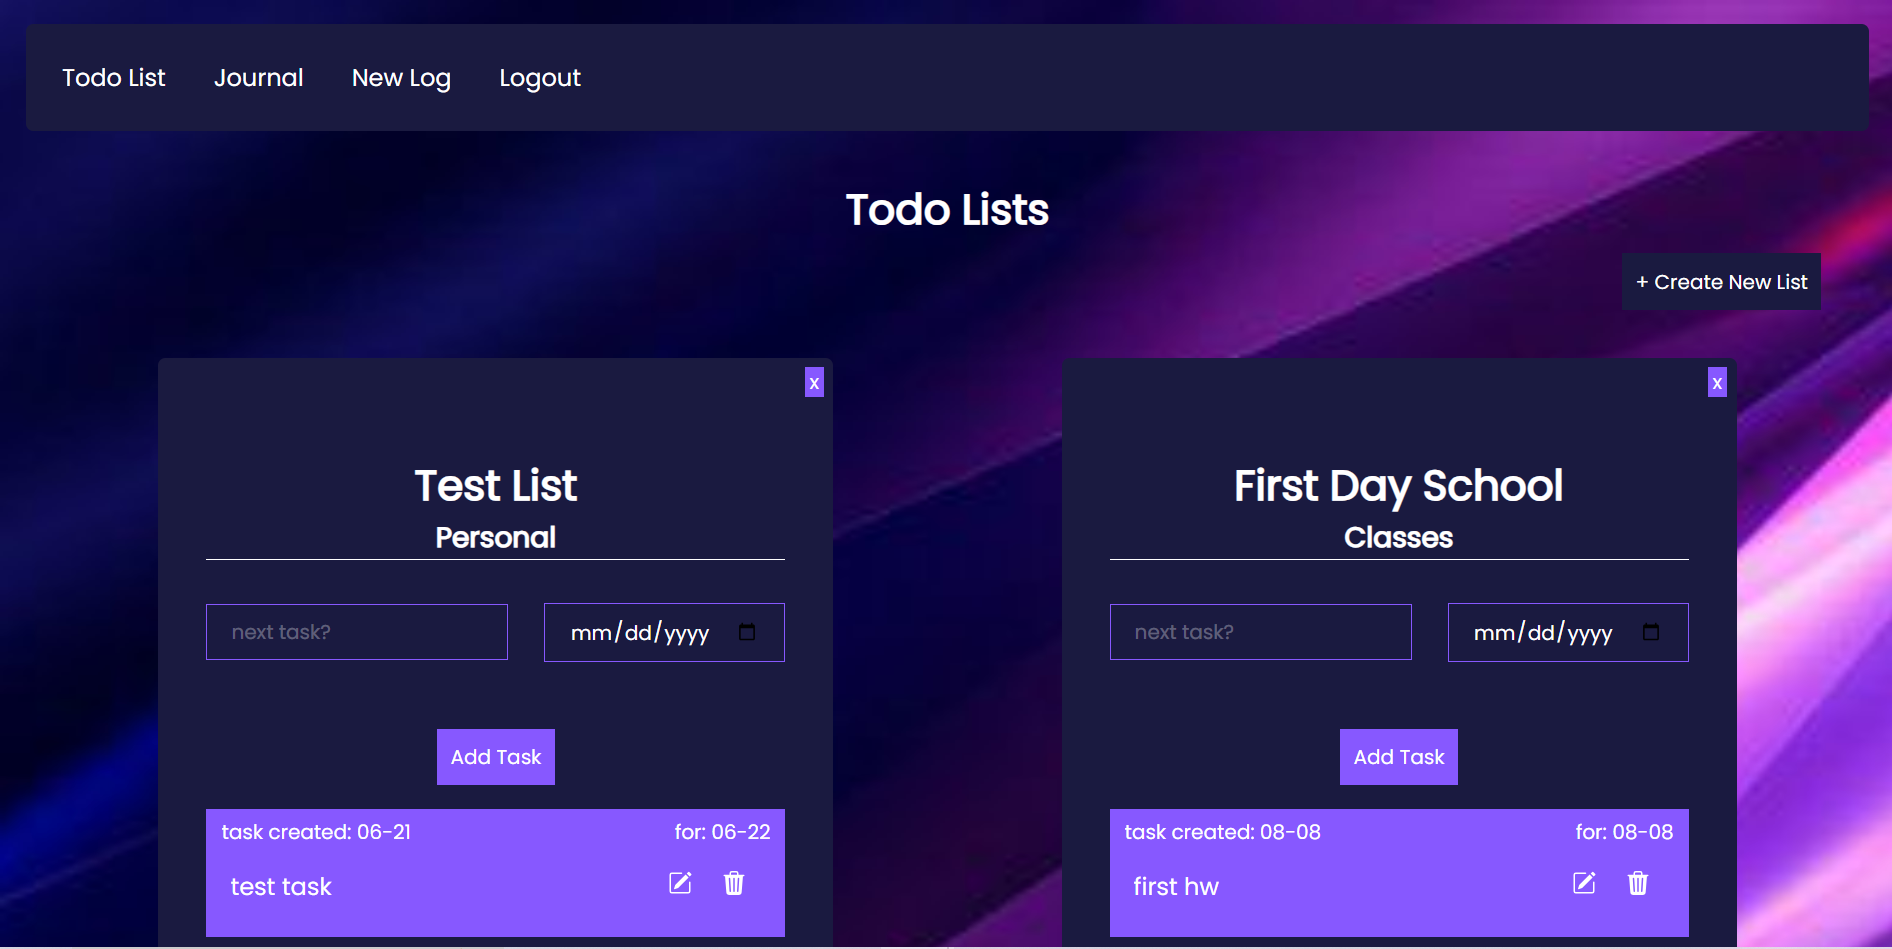 Todo List Journal New Log Logout
Todo Lists
+ Create New List
x
Test List
Personal
next task? mm/dd/yyyy
Add Task
task created: 06-21 for: 06-22
test task
x
First Day School
Classes
next task? mm/dd/yyyy
Add Task
task created: 08-08 for: 08-08
first hw